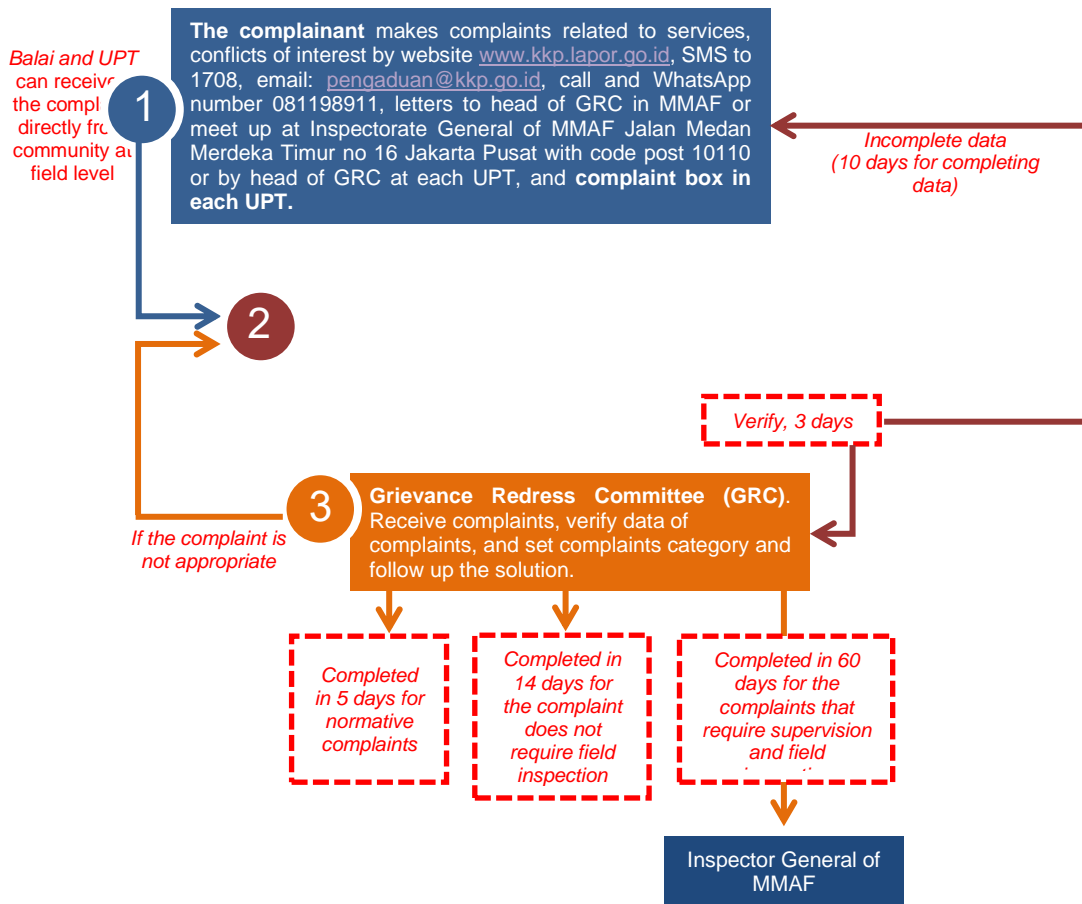 The complainant makes complaints related to services,
conflicts of interest by website www.kkp.lapor.go.id, SMS to
1708, email: pengaduan@kkp.go.id, call and WhatsApp
number 081198911, letters to head of GRC in MMAF or
meet up at Inspectorate General of MMAF Jalan Medan
Merdeka Timur no 16 Jakarta Pusat with code post 10110
or by head of GRC at each UPT, and complaint box in
each UPT.
Balai and UPT
can receive
the compl
directly fro
community at
field level
1
Incomplete data
(10 days for completing
data)
2
Verify, 3 days
3
Grievance Redress Committee (GRC).
Receive complaints, verify data of
complaints, and set complaints category and
follow up the solution.
If the complaint is
not appropriate
Completed
in 5 days for
normative
complaints
Completed in
14 days for
the complaint
does not
require field
inspection
Completed in 60
days for the
complaints that
require supervision
and field
Inspector General of
MMAF